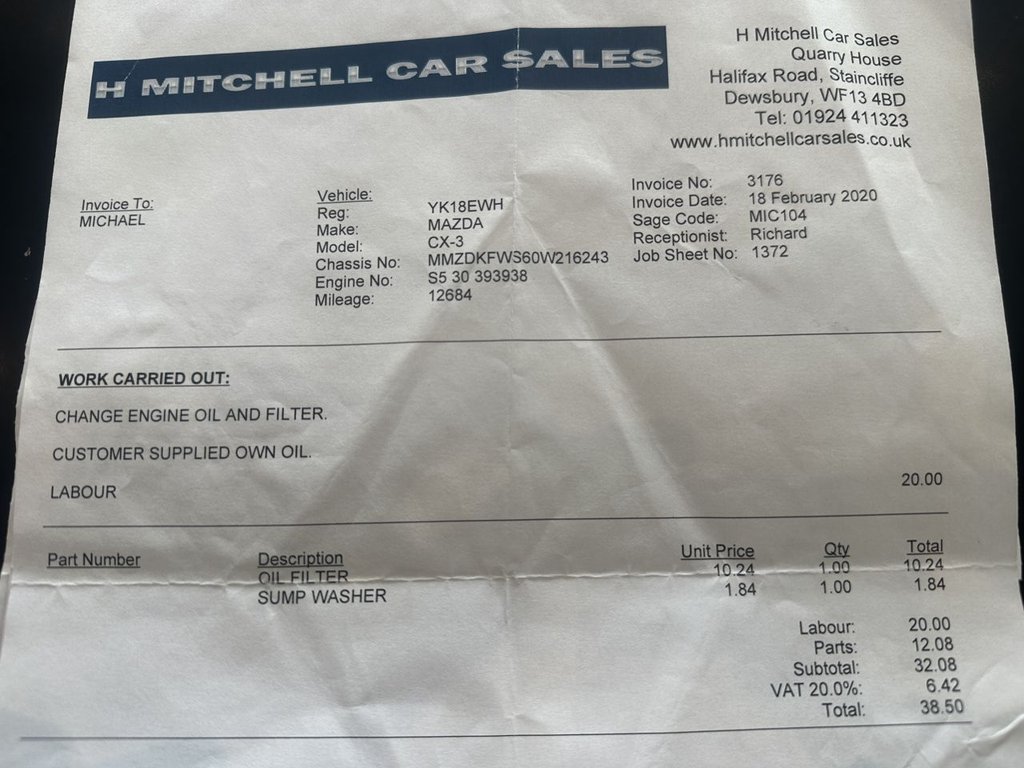 H MITCHELL CAR SALES
H Mitchell Car Sales
Quarry House
Halifax Road, Staincliffe
Dewsbury, WF13 4BD
Tel: 01924 411323
www.hmitchellcarsales.co.uk
Invoice To:
MICHAEL
Vehicle:
Reg: YK18EWH
Make: MAZDA
Model: CX-3
Chassis No: MMZDKFWS60W216243
Engine No: S5 30 393938
Mileage: 12684
Invoice No: 3176
Invoice Date: 18 February 2020
Sage Code: MIC104
Receptionist: Richard
Job Sheet No: 1372
WORK CARRIED OUT:
CHANGE ENGINE OIL AND FILTER.
CUSTOMER SUPPLIED OWN OIL.
LABOUR 20.00
Part Number Description Unit Price Qty Total
OIL FILTER 10.24 1.00 10.24
SUMP WASHER 1.84 1.00 1.84
Labour: 20.00
Parts: 12.08
Subtotal: 32.08
VAT 20.0%: 6.42
Total: 38.50